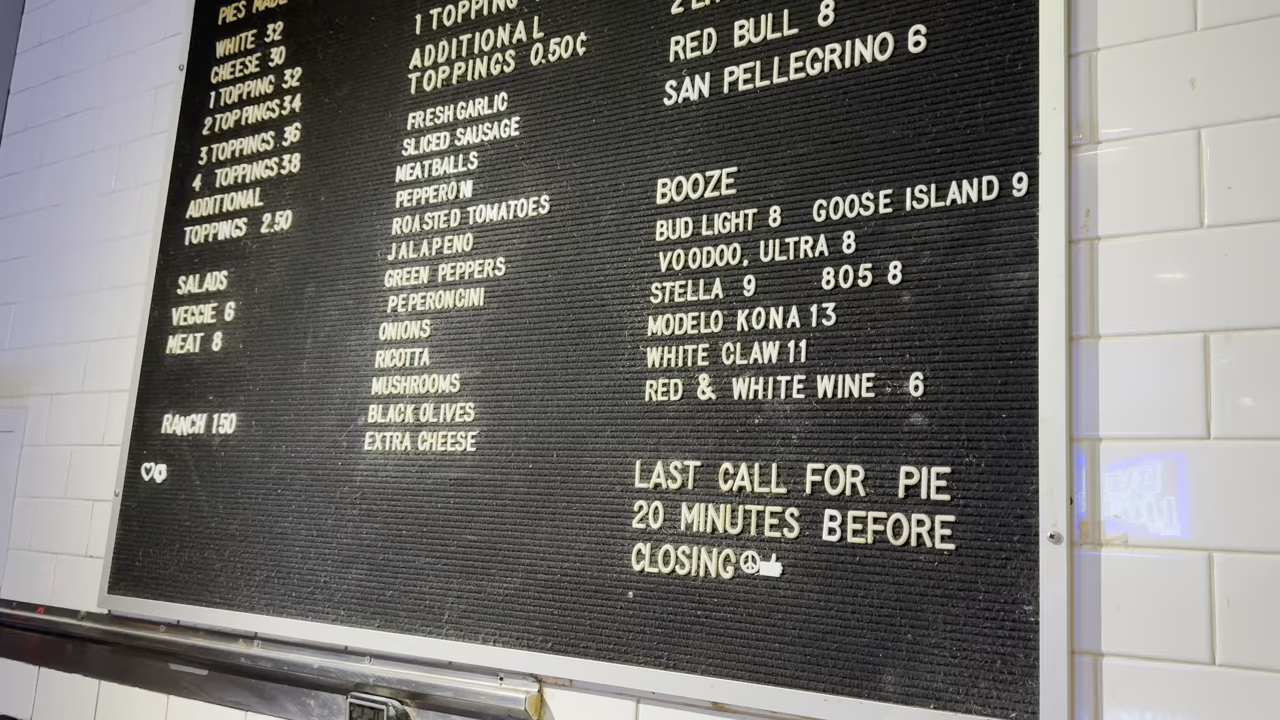 PIES MADE
WHITE 32
CHEESE 30
1 TOPPING 32
2 TOPPINGS 34
3 TOPPINGS 36
4 TOPPINGS 38
ADDITIONAL
TOPPINGS 2.50
SALADS
VEGGIE 6
MEAT 8
RANCH 150
1 TOPPING
ADDITIONAL
TOPPINGS 0.50¢
FRESH GARLIC
SLICED SAUSAGE
MEATBALLS
PEPPERO N
ROASTED TOMATOES
JALAPENO
GREEN PEPPERS
PEPERONCINI
ONIONS
RICOTTA
MUSHROOMS
BLACK OLIVES
EXTRA CHEESE
RED BULL 8
SAN PELLEGRINO 6
BOOZE
BUD LIGHT 8 GOOSE ISLAND 9
VOODOO, ULTRA 8
STELLA 9 805 8
MODELO KONA 13
WHITE CLAW 11
RED & WHITE WINE 6
LAST CALL FOR PIE
20 MINUTES BEFORE
CLOSING